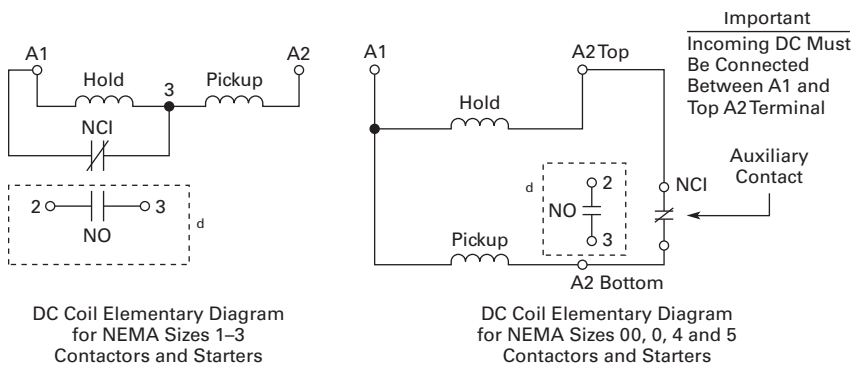 A1
A2
Hold
3
Pickup
NCI
2
3
NO
d
DC Coil Elementary Diagram
for NEMA Sizes 1–3
Contactors and Starters
A1
A2 Top
Hold
d
2
NO
3
NCI
Pickup
A2 Bottom
Auxiliary
Contact
Important
Incoming DC Must
Be Connected
Between A1 and
Top A2 Terminal
DC Coil Elementary Diagram
for NEMA Sizes 00, 0, 4 and 5
Contactors and Starters